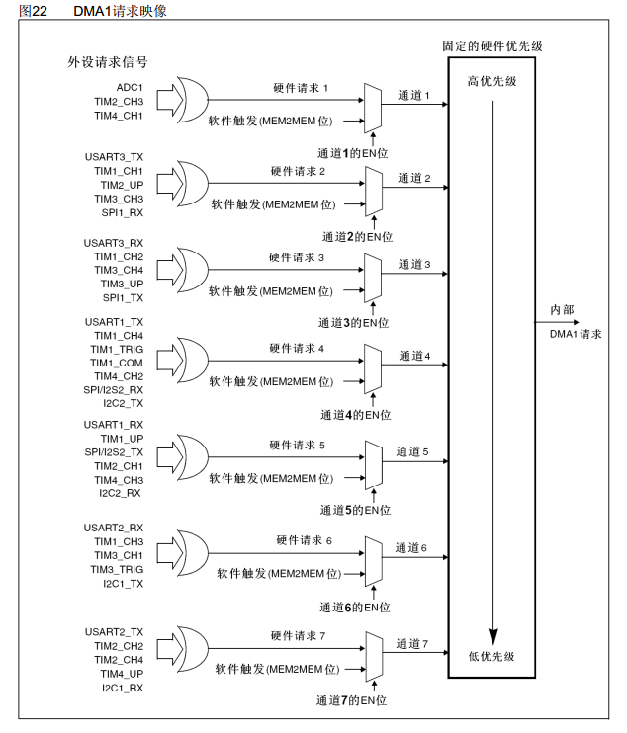 图22 DMA1请求映像
固定的硬件优先级
外设请求信号
高优先级
ADC1
TIM2_CH3
TIM4_CH1
硬件请求 1
软件触发(MEM2MEM 位)
通道 1
通道1的EN位
USART3_TX
TIM1_CH1
TIM2_UP
TIM3_CH3
SPI1_RX
硬件请求 2
软件触发(MEM2MEM 位)
通道 2
通道2的EN位
USART3_RX
TIM1_CH2
TIM3_CH4
TIM3_UP
SPI1_TX
硬件请求 3
软件触发(MEM2MEM 位)
通道 3
通道3的EN位
内部
DMA1 请求
USART1_TX
TIM1_CH4
TIM1_TRIG
TIM1_COM
TIM4_CH2
SPI/I2S2_RX
I2C2_TX
硬件请求 4
软件触发(MEM2MEM 位)
通道4
通道4的EN位
USART1_RX
TIM1_UP
SPI/I2S2_TX
TIM2_CH1
TIM4_CH3
I2C2_RX
硬件请求 5
软件触发(MEM2MEM 位)
通道 5
通道5的EN位
USART2_RX
TIM1_CH3
TIM3_CH1
TIM3_TRIG
I2C1_TX
硬件请求 6
软件触发(MEM2MEM 位)
通道6
通道6的EN位
USART2_TX
TIM2_CH2
TIM2_CH4
TIM4_UP
I2C1_RX
硬件请求 7
软件触发(MEM2MEM 位)
通道7
通道7的EN位
低优先级